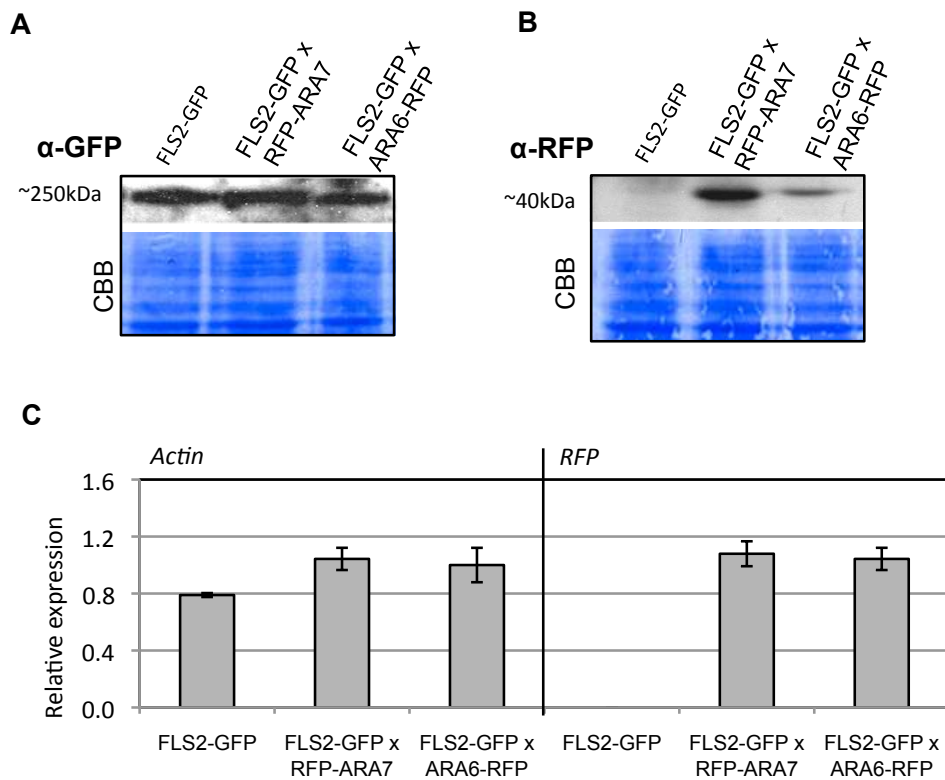 A
FLS2-GFP
FLS2-GFP x
RFP-ARA7
FLS2-GFP x
ARA6-RFP
α-GFP
~250kDa
CBB
B
FLS2-GFP
FLS2-GFP x
RFP-ARA7
FLS2-GFP x
ARA6-RFP
α-RFP
~40kDa
CBB
C
Actin
RFP
Relative expression
1.6
1.2
0.8
0.4
0.0
FLS2-GFP
FLS2-GFP x
RFP-ARA7
FLS2-GFP x
ARA6-RFP
FLS2-GFP
FLS2-GFP x
RFP-ARA7
FLS2-GFP x
ARA6-RFP